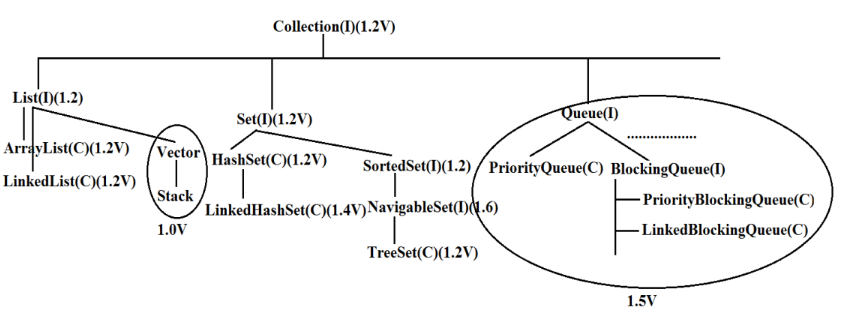 Collection(I)(1.2V)
List(I)(1.2)
ArrayList(C)(1.2V)
LinkedList(C)(1.2V)
Vector
Stack
1.0V
Set(I)(1.2V)
HashSet(C)(1.2V)
LinkedHashSet(C)(1.4V)
SortedSet(I)(1.2)
NavigableSet(I)(1.6)
TreeSet(C)(1.2V)
Queue(I)
...................
PriorityQueue(C)
BlockingQueue(I)
PriorityBlockingQueue(C)
LinkedBlockingQueue(C)
1.5V